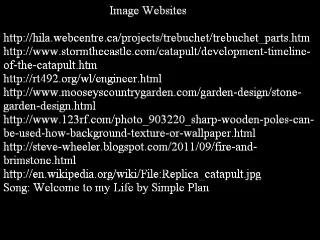 Image Websites
http://hila.webcentre.ca/projects/trebuchet/trebuchet_parts.htm
http://www.stormthecastle.com/catapult/development-timeline-
of-the-catapult.htm
http://rt492.org/wl/engineer.html
http://www.mooseyscountrygarden.com/garden-design/stone-
garden-design.html
http://www.123rf.com/photo_903220_sharp-wooden-poles-can-
be-used-how-background-texture-or-wallpaper.html
http://steve-wheeler.blogspot.com/2011/09/fire-and-
brimstone.html
http://en.wikipedia.org/wiki/File:Replica_catapult.jpg
Song: Welcome to my Life by Simple Plan